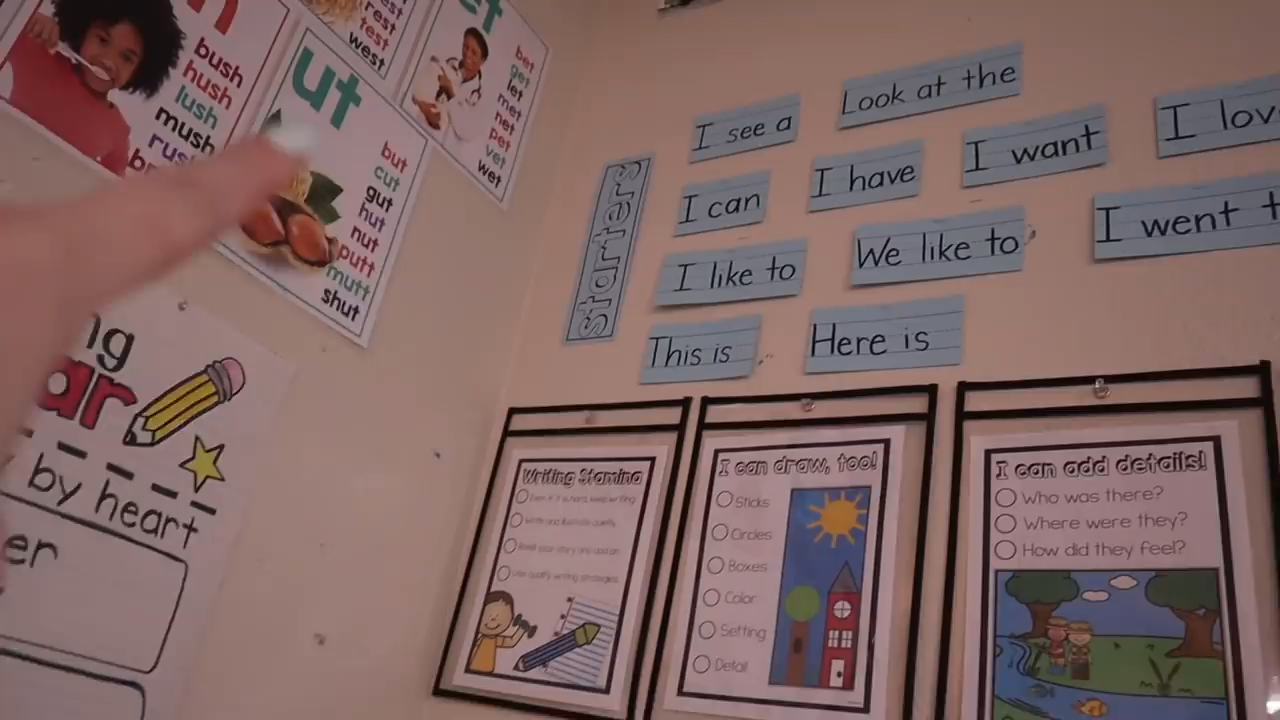 bush
hush
lush
mush
est
rest
test
west
et
bet
get
let
met
net
pet
vet
wet
ut
but
cut
gut
hut
nut
putt
mutt
shut
by heart
starters
I see a
Look at the
I can
I have
I want
I like to
We like to
I went
This is
Here is
Writing Stamina
I can draw, too!
Sticks
Circles
Boxes
Color
Setting
Detail
I can add details!
Who was there?
Where were they?
How did they feel?